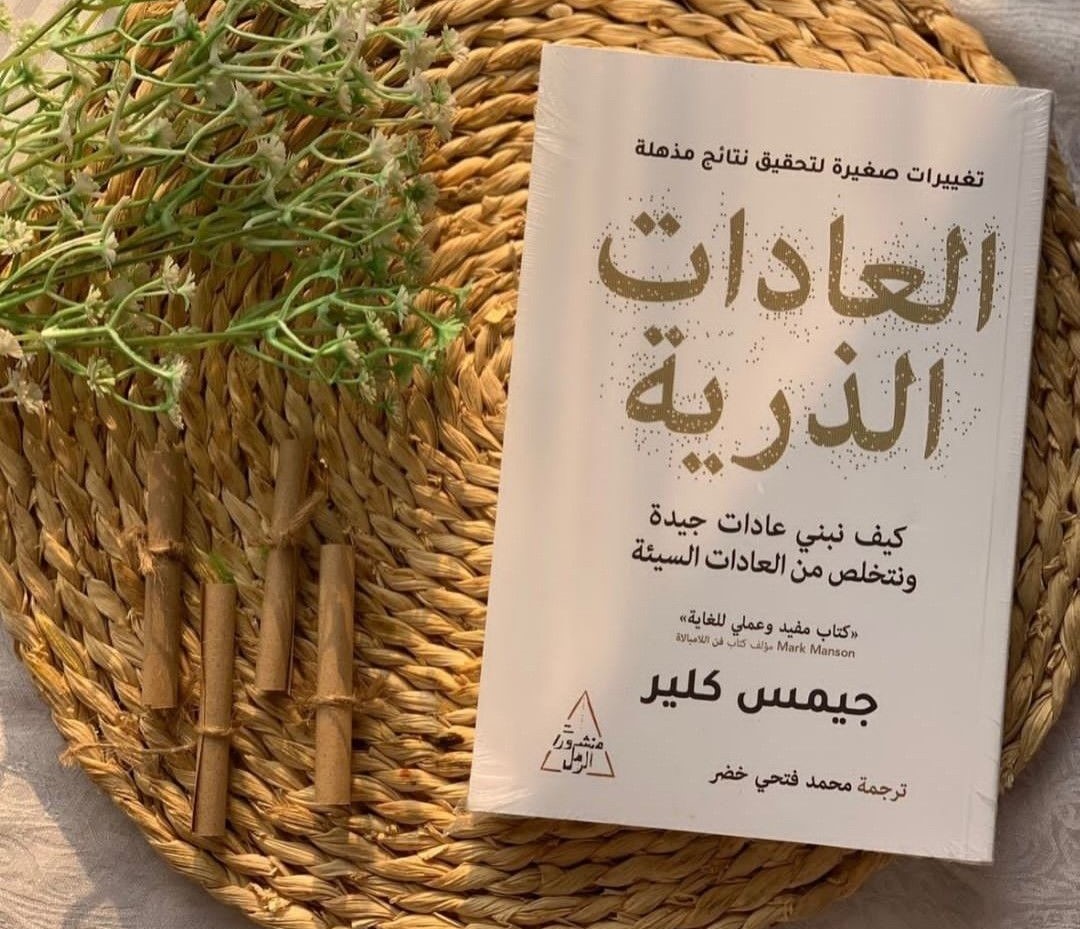 تغييرات صغيرة لتحقيق نتائج مذهلة
العادات
الذرية
كيف نبني عادات جيدة
ونتخلص من العادات السيئة
«كتاب مفيد وعملي للغاية»
Mark Manson مؤلف كتاب فن اللامبالاة
جيمس كلير
منشورات
الرمل
ترجمة محمد فتحي خضر